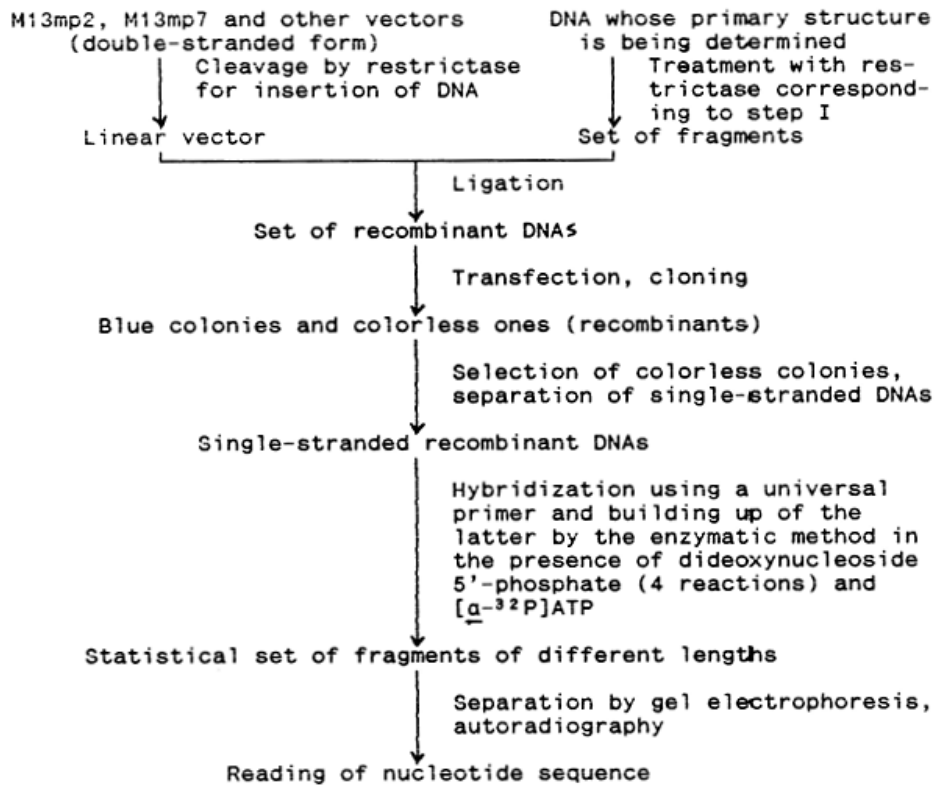 M13mp2, M13mp7 and other vectors
(double-stranded form)
Cleavage by restrictase
for insertion of DNA
Linear vector
DNA whose primary structure
is being determined
Treatment with res-
trictase correspond-
ing to step I
Set of fragments
Ligation
Set of recombinant DNAs
Transfection, cloning
Blue colonies and colorless ones (recombinants)
Selection of colorless colonies,
separation of single-stranded DNAs
Single-stranded recombinant DNAs
Hybridization using a universal
primer and building up of the
latter by the enzymatic method in
the presence of dideoxynucleoside
5'-phosphate (4 reactions) and
[a-³²P]ATP
Statistical set of fragments of different lengths
Separation by gel electrophoresis,
autoradiography
Reading of nucleotide sequence